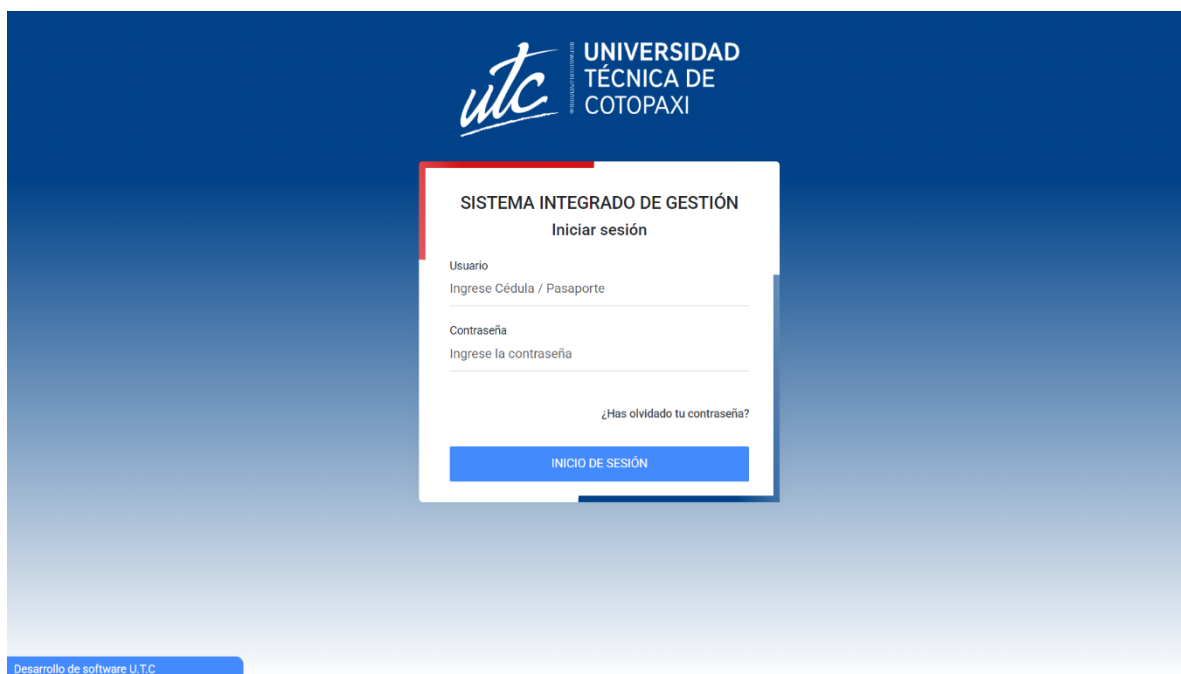 utc
UNIVERSIDAD
TÉCNICA DE
COTOPAXI
SISTEMA INTEGRADO DE GESTIÓN
Iniciar sesión
Usuario
Ingrese Cédula / Pasaporte
Contraseña
Ingrese la contraseña
¿Has olvidado tu contraseña?
INICIO DE SESIÓN
Desarrollo de software U.T.C